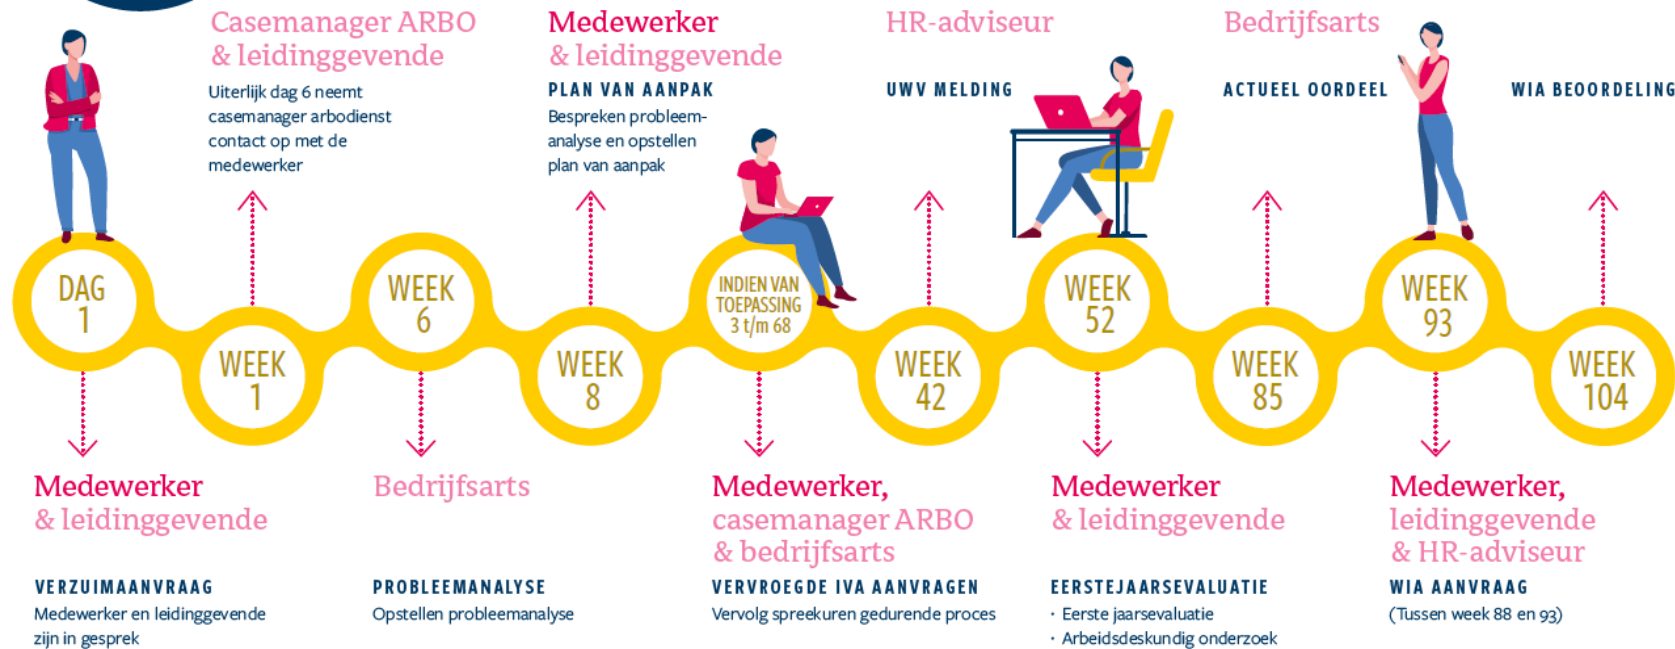 Casemanager ARBO
& leidinggevende
Uiterlijk dag 6 neemt
casemanager arbodienst
contact op met de
medewerker
Medewerker
& leidinggevende
PLAN VAN AANPAK
Bespreken probleem-
analyse en opstellen
plan van aanpak
HR-adviseur
UWV MELDING
Bedrijfsarts
ACTUEEL OORDEEL
WIA BEOORDELING
DAG
1
WEEK
1
WEEK
6
WEEK
8
INDIEN VAN
TOEPASSING
3 t/m 68
WEEK
42
WEEK
52
WEEK
85
WEEK
93
WEEK
104
Medewerker
& leidinggevende
VERZUIMAANVRAAG
Medewerker en leidinggevende
zijn in gesprek
Bedrijfsarts
PROBLEEMANALYSE
Opstellen probleemanalyse
Medewerker,
casemanager ARBO
& bedrijfsarts
VERVROEGDE IVA AANVRAGEN
Vervolg spreekuren gedurende proces
Medewerker
& leidinggevende
EERSTEJAARSEVALUATIE
· Eerste jaarsevaluatie
· Arbeidsdeskundig onderzoek
Medewerker,
leidinggevende
& HR-adviseur
WIA AANVRAAG
(Tussen week 88 en 93)